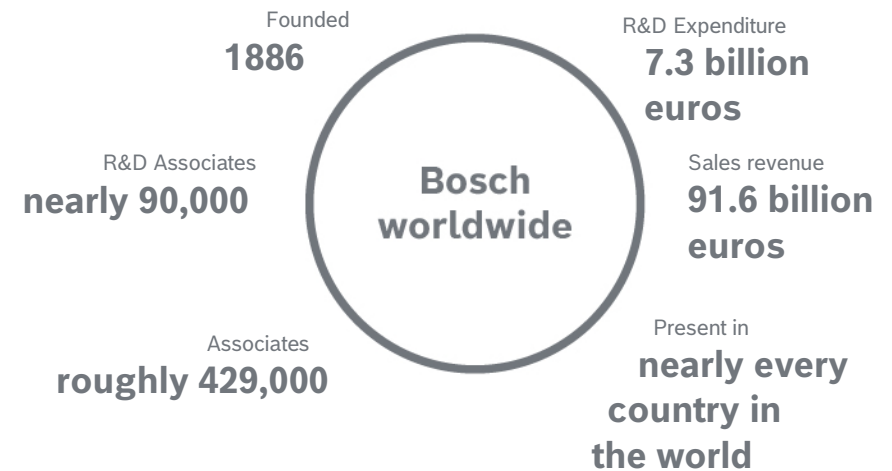 Founded
1886
R&D Associates
nearly 90,000
Associates
roughly 429,000
Bosch
worldwide
R&D Expenditure
7.3 billion
euros
Sales revenue
91.6 billion
euros
Present in
nearly every
country in
the world